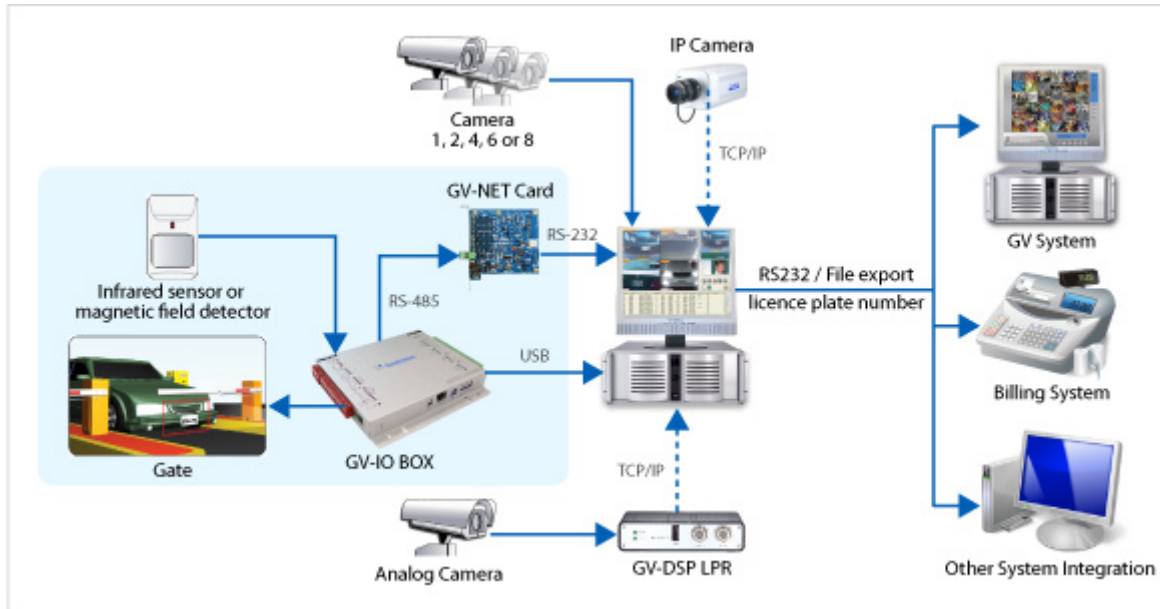 IP Camera
Camera
1, 2, 4, 6 or 8
TCP/IP
GV-NET Card
RS-232
GV System
Infrared sensor or
magnetic field detector
RS-485
RS232 / File export
licence plate number
USB
Billing System
Gate
GV-IO BOX
TCP/IP
Analog Camera
GV-DSP LPR
Other System Integration